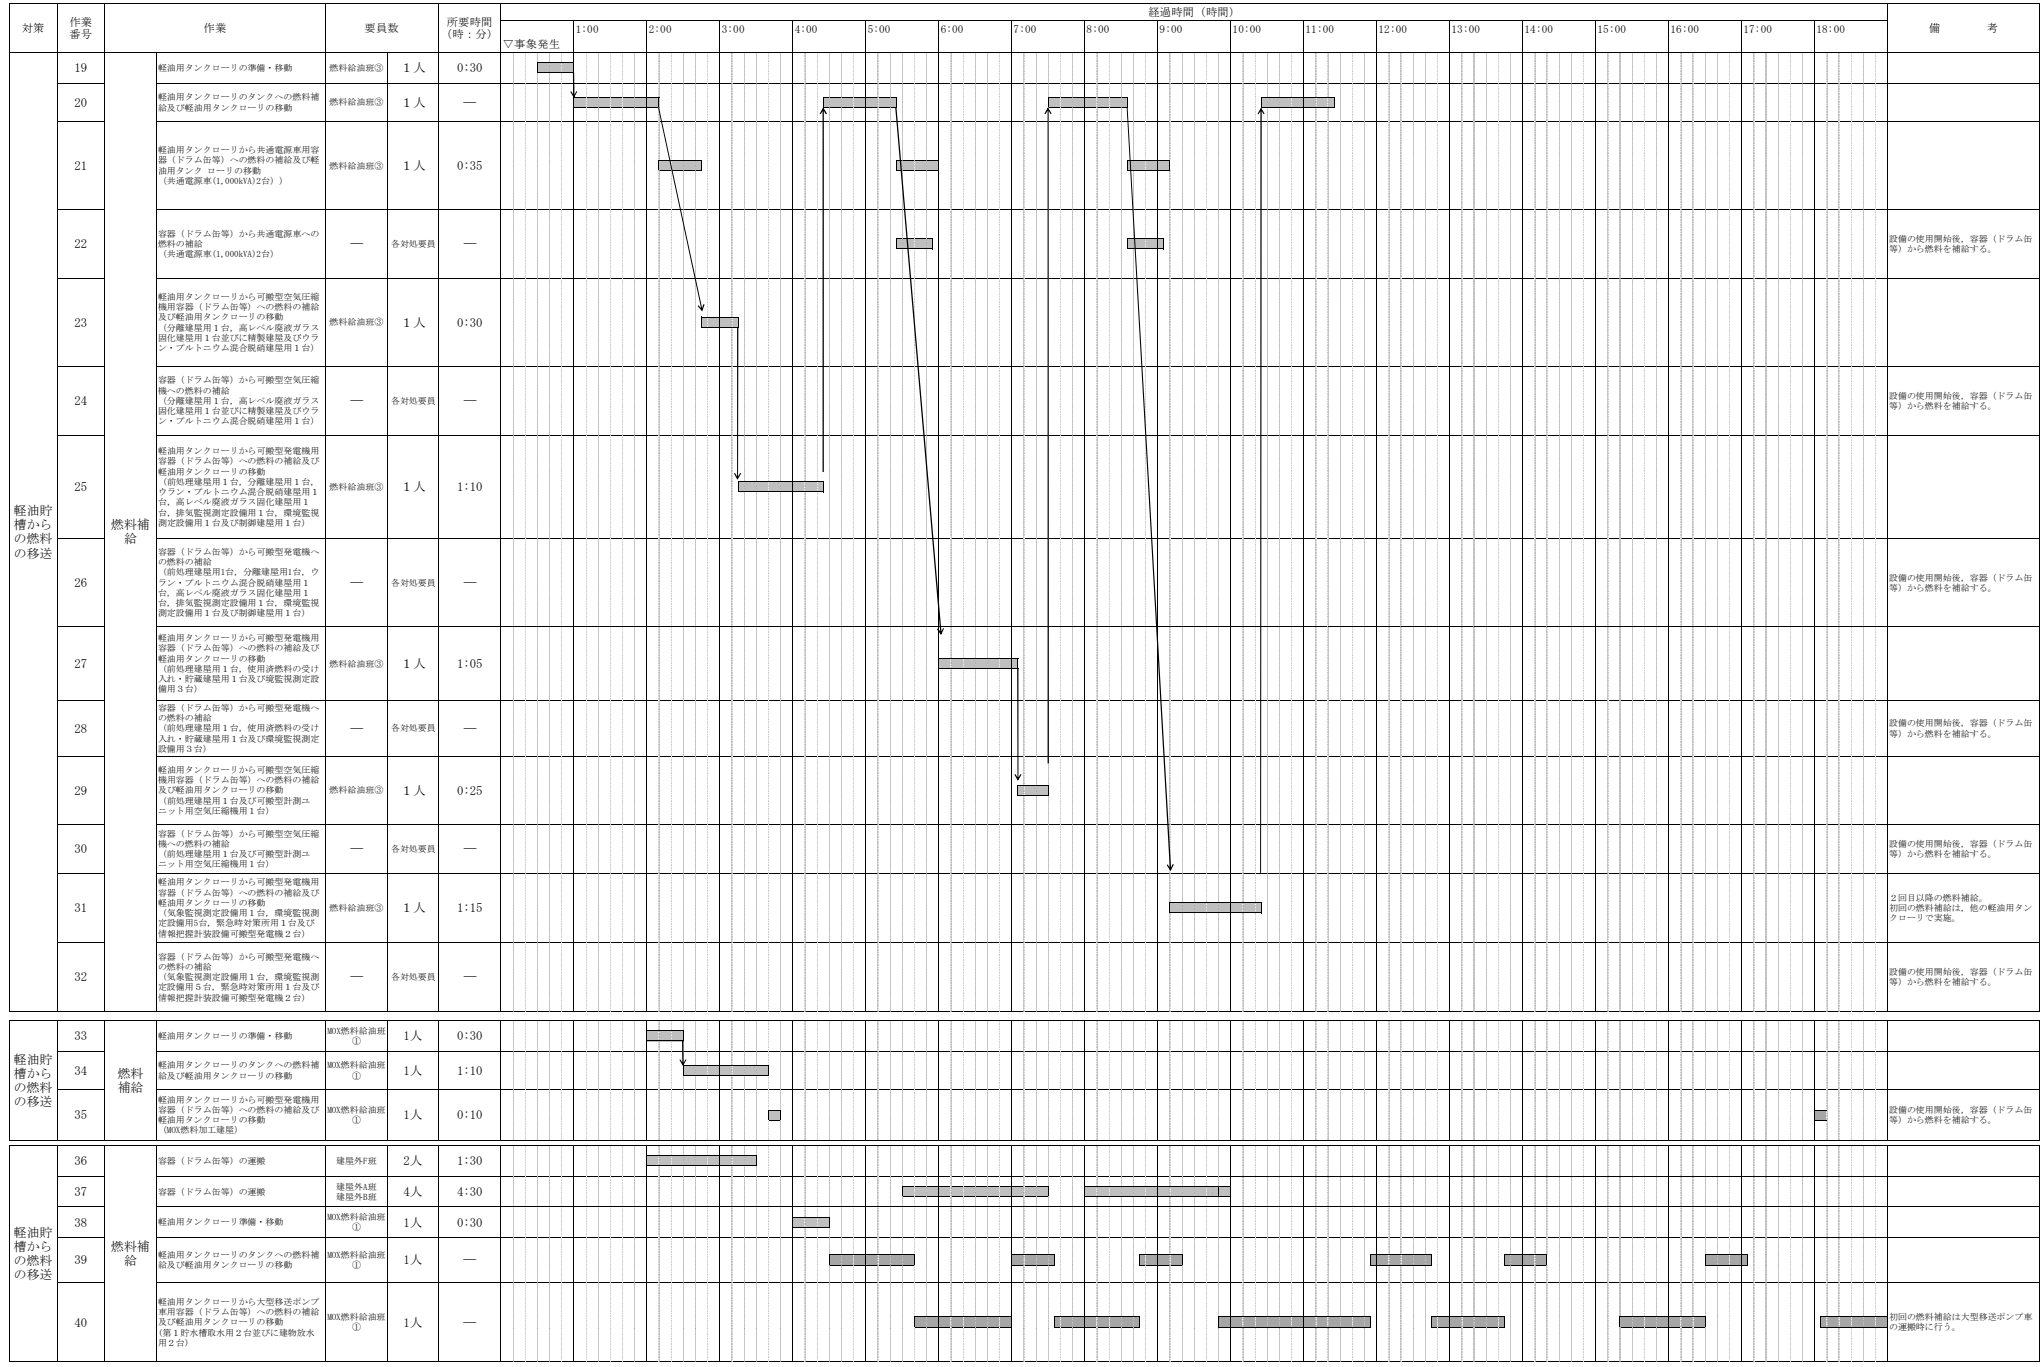 対策
作業
番号
作業
要員数
所要時間
(時：分)
経過時間（時間）
備　考
▽事象発生
1:00
2:00
3:00
4:00
5:00
6:00
7:00
8:00
9:00
10:00
11:00
12:00
13:00
14:00
15:00
16:00
17:00
18:00
軽油貯
槽から
の燃料
の移送
燃料補
給
19
軽油用タンクローリの準備・移動
燃料給油班③
１人
0:30
20
軽油用タンクローリのタンクへの燃料補
給及び軽油用タンクローリの移動
燃料給油班③
１人
―
21
軽油用タンクローリから共通電源車用容
器（ドラム缶等）への燃料の補給及び軽
油用タンク ローリの移動
（共通電源車(1,000kVA)2台））
燃料給油班③
１人
0:35
22
容器（ドラム缶等）から共通電源車への
燃料の補給
（共通電源車(1,000kVA)2台）
―
各対処要員
―
設備の使用開始後，容器（ドラム缶
等）から燃料を補給する。
23
軽油用タンクローリから可搬型空気圧縮
機用容器（ドラム缶等）への燃料の補給
及び軽油用タンクローリの移動
（分離建屋用１台，高レベル廃液ガラス
固化建屋用１台並びに精製建屋及びウラ
ン・プルトニウム混合脱硝建屋用１台）
燃料給油班③
１人
0:30
24
容器（ドラム缶等）から可搬型空気圧縮
機への燃料の補給
（分離建屋用１台，高レベル廃液ガラス
固化建屋用１台並びに精製建屋及びウラ
ン・プルトニウム混合脱硝建屋用１台）
―
各対処要員
―
設備の使用開始後，容器（ドラム缶
等）から燃料を補給する。
25
軽油用タンクローリから可搬型発電機用
容器（ドラム缶等）への燃料の補給及び
軽油用タンクローリの移動
（前処理建屋用１台，分離建屋用１台，
ウラン・プルトニウム混合脱硝建屋用１
台，高レベル廃液ガラス固化建屋用１
台，排気監視測定設備用１台，環境監視
測定設備用１台及び制御建屋用１台）
燃料給油班③
１人
1:10
26
容器（ドラム缶等）から可搬型発電機へ
の燃料の補給
（前処理建屋用1台，分離建屋用1台，ウ
ラン・プルトニウム混合脱硝建屋用１
台，高レベル廃液ガラス固化建屋用１
台，排気監視測定設備用１台，環境監視
測定設備用１台及び制御建屋用１台）
―
各対処要員
―
設備の使用開始後，容器（ドラム缶
等）から燃料を補給する。
27
軽油用タンクローリから可搬型発電機用
容器（ドラム缶等）への燃料の補給及び
軽油用タンクローリの移動
（前処理建屋用１台，使用済燃料の受け
入れ・貯蔵建屋用１台及び境監視測定設
備用３台）
燃料給油班③
１人
1:05
28
容器（ドラム缶等）から可搬型発電機へ
の燃料の補給
（前処理建屋用１台，使用済燃料の受け
入れ・貯蔵建屋用１台及び環境監視測定
設備用３台）
―
各対処要員
―
設備の使用開始後，容器（ドラム缶
等）から燃料を補給する。
29
軽油用タンクローリから可搬型空気圧縮
機用容器（ドラム缶等）への燃料の補給
及び軽油用タンクローリの移動
（前処理建屋用１台及び可搬型計測ユ
ニット用空気圧縮機用１台）
燃料給油班③
１人
0:25
30
容器（ドラム缶等）から可搬型空気圧縮
機への燃料の補給
（前処理建屋用１台及び可搬型計測ユ
ニット用空気圧縮機用１台）
―
各対処要員
―
設備の使用開始後，容器（ドラム缶
等）から燃料を補給する。
31
軽油用タンクローリから可搬型発電機用
容器（ドラム缶等）への燃料の補給及び
軽油用タンクローリの移動
（気象監視測定設備用１台，環境監視測
定設備用5台，緊急時対策所用１台及び
情報把握計装設備可搬型発電機２台）
燃料給油班③
１人
1:15
２回目以降の燃料補給。
初回の燃料補給は，他の軽油用タン
クローリで実施。
32
容器（ドラム缶等）から可搬型発電機へ
の燃料の補給
（気象監視測定設備用１台，環境監視測
定設備用５台，緊急時対策所用１台及び
情報把握計装設備可搬型発電機２台）
―
各対処要員
―
設備の使用開始後，容器（ドラム缶
等）から燃料を補給する。
軽油貯
槽から
の燃料
の移送
燃料
補給
33
軽油用タンクローリの準備・移動
MOX燃料給油班
①
1人
0:30
34
軽油用タンクローリのタンクへの燃料補
給及び軽油用タンクローリの移動
MOX燃料給油班
①
1人
1:10
35
軽油用タンクローリから可搬型発電機用
容器（ドラム缶等）への燃料の補給及び
軽油用タンクローリの移動
（MOX燃料加工建屋）
MOX燃料給油班
①
1人
0:10
設備の使用開始後，容器（ドラム缶
等）から燃料を補給する。
軽油貯
槽から
の燃料
の移送
燃料補
給
36
容器（ドラム缶等）の運搬
建屋外F班
2人
1:30
37
容器（ドラム缶等）の運搬
建屋外A班
建屋外B班
4人
4:30
38
軽油用タンクローリ準備・移動
MOX燃料給油班
①
1人
0:30
39
軽油用タンクローリのタンクへの燃料補
給及び軽油用タンクローリの移動
MOX燃料給油班
①
1人
―
40
軽油用タンクローリから大型移送ポンプ
車用容器（ドラム缶等）への燃料の補給
及び軽油用タンクローリの移動
(第１貯水槽取水用２台並びに建物放水
用２台)
MOX燃料給油班
①
1人
―
初回の燃料補給は大型移送ポンプ車
の運搬時に行う。